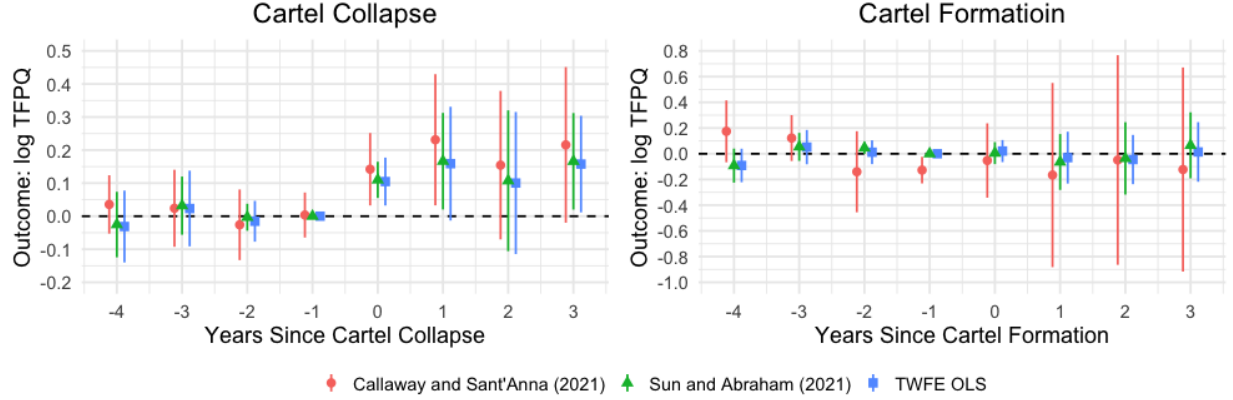 Cartel Collapse
Outcome: log TFPQ
0.5
0.4
0.3
0.2
0.1
0.0
-0.1
-0.2
-4 -3 -2 -1 0 1 2 3
Years Since Cartel Collapse
Cartel Formatioin
Outcome: log TFPQ
0.8
0.6
0.4
0.2
0.0
-0.2
-0.4
-0.6
-0.8
-1.0
-4 -3 -2 -1 0 1 2 3
Years Since Cartel Formation
Callaway and Sant'Anna (2021) Sun and Abraham (2021) TWFE OLS